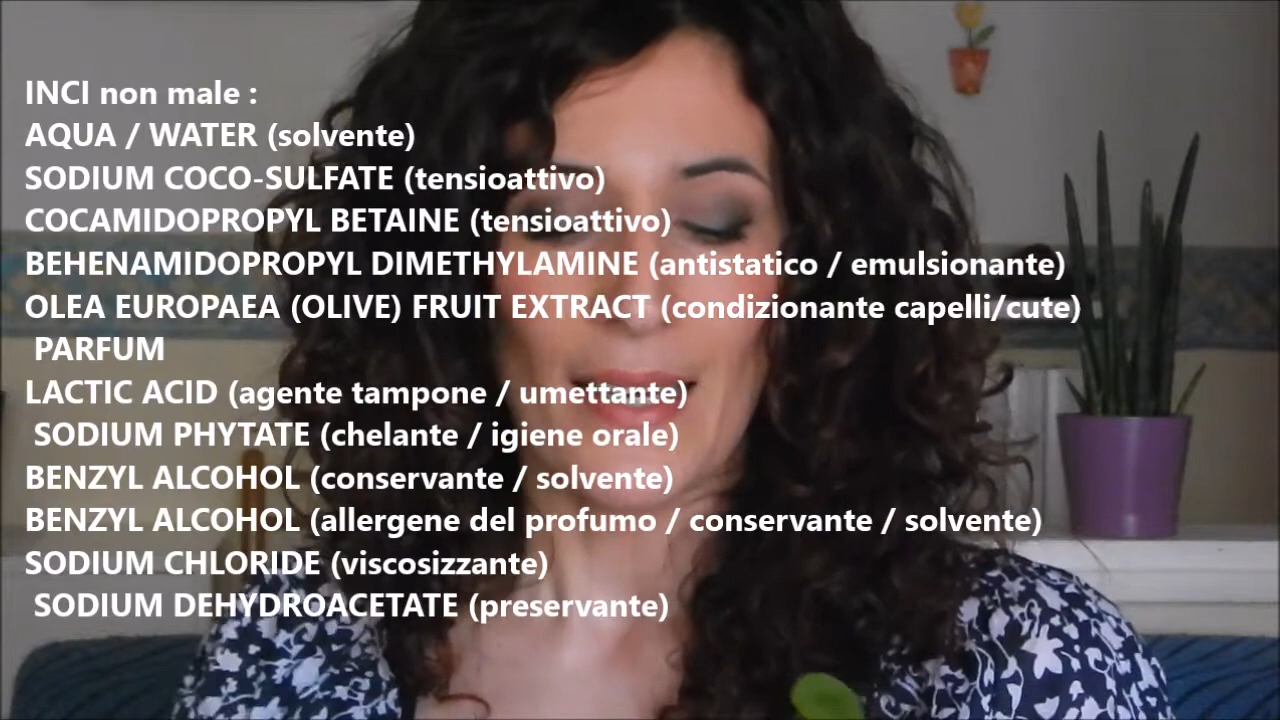 INCI non male :
AQUA / WATER (solvente)
SODIUM COCO-SULFATE (tensioattivo)
COCAMIDOPROPYL BETAINE (tensioattivo)
BEHENAMIDOPROPYL DIMETHYLAMINE (antistatico / emulsionante)
OLEA EUROPAEA (OLIVE) FRUIT EXTRACT (condizionante capelli/cute)
PARFUM
LACTIC ACID (agente tampone / umettante)
SODIUM PHYTATE (chelante / igiene orale)
BENZYL ALCOHOL (conservante / solvente)
BENZYL ALCOHOL (allergene del profumo / conservante / solvente)
SODIUM CHLORIDE (viscosizzante)
SODIUM DEHYDROACETATE (preservante)